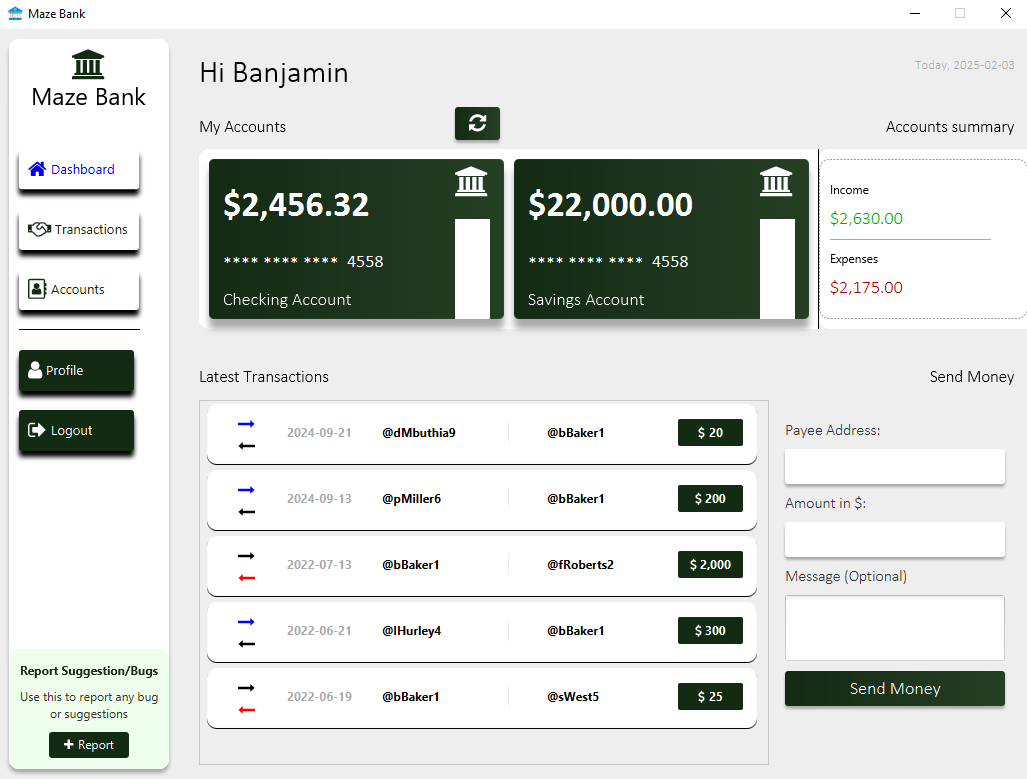 Maze Bank
Maze Bank
Dashboard
Transactions
Accounts
Profile
Logout
Report Suggestion/Bugs
Use this to report any bug
or suggestions
Report
Hi Banjamin
Today, 2025-02-03
My Accounts
Accounts summary
$2,456.32
**** **** **** 4558
Checking Account
$22,000.00
**** **** **** 4558
Savings Account
Income
$2,630.00
Expenses
$2,175.00
Latest Transactions
2024-09-21 @dMbuthia9 @bBaker1 $ 20
2024-09-13 @pMiller6 @bBaker1 $ 200
2022-07-13 @bBaker1 @fRoberts2 $ 2,000
2022-06-21 @lHurley4 @bBaker1 $ 300
2022-06-19 @bBaker1 @sWest5 $ 25
Send Money
Payee Address:
Amount in $:
Message (Optional)
Send Money